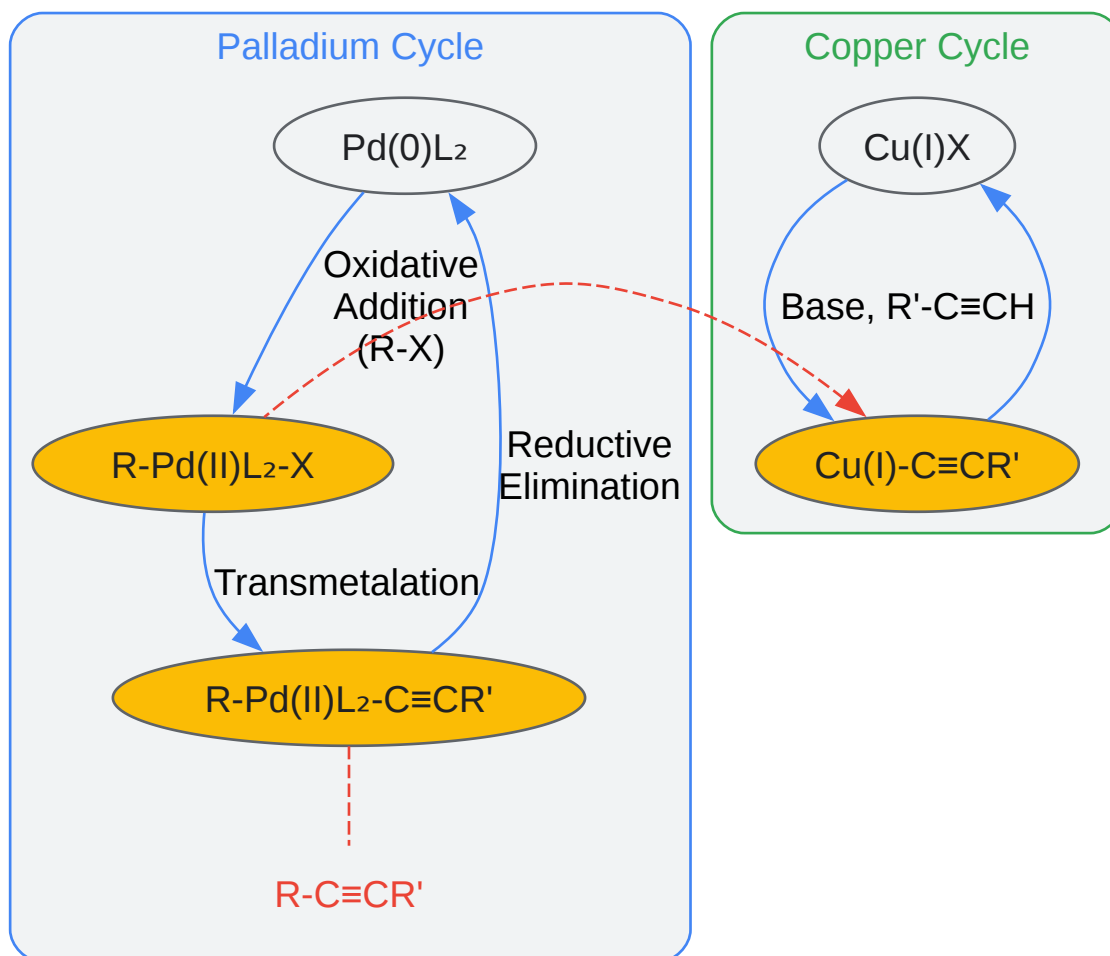 Palladium Cycle
Pd(0)L₂
Oxidative
Addition
(R-X)
R-Pd(II)L₂-X
Reductive
Elimination
Transmetalation
R-Pd(II)L₂-C≡CR'
R-C≡CR'
Copper Cycle
Cu(I)X
Base, R'-C≡CH
Cu(I)-C≡CR'